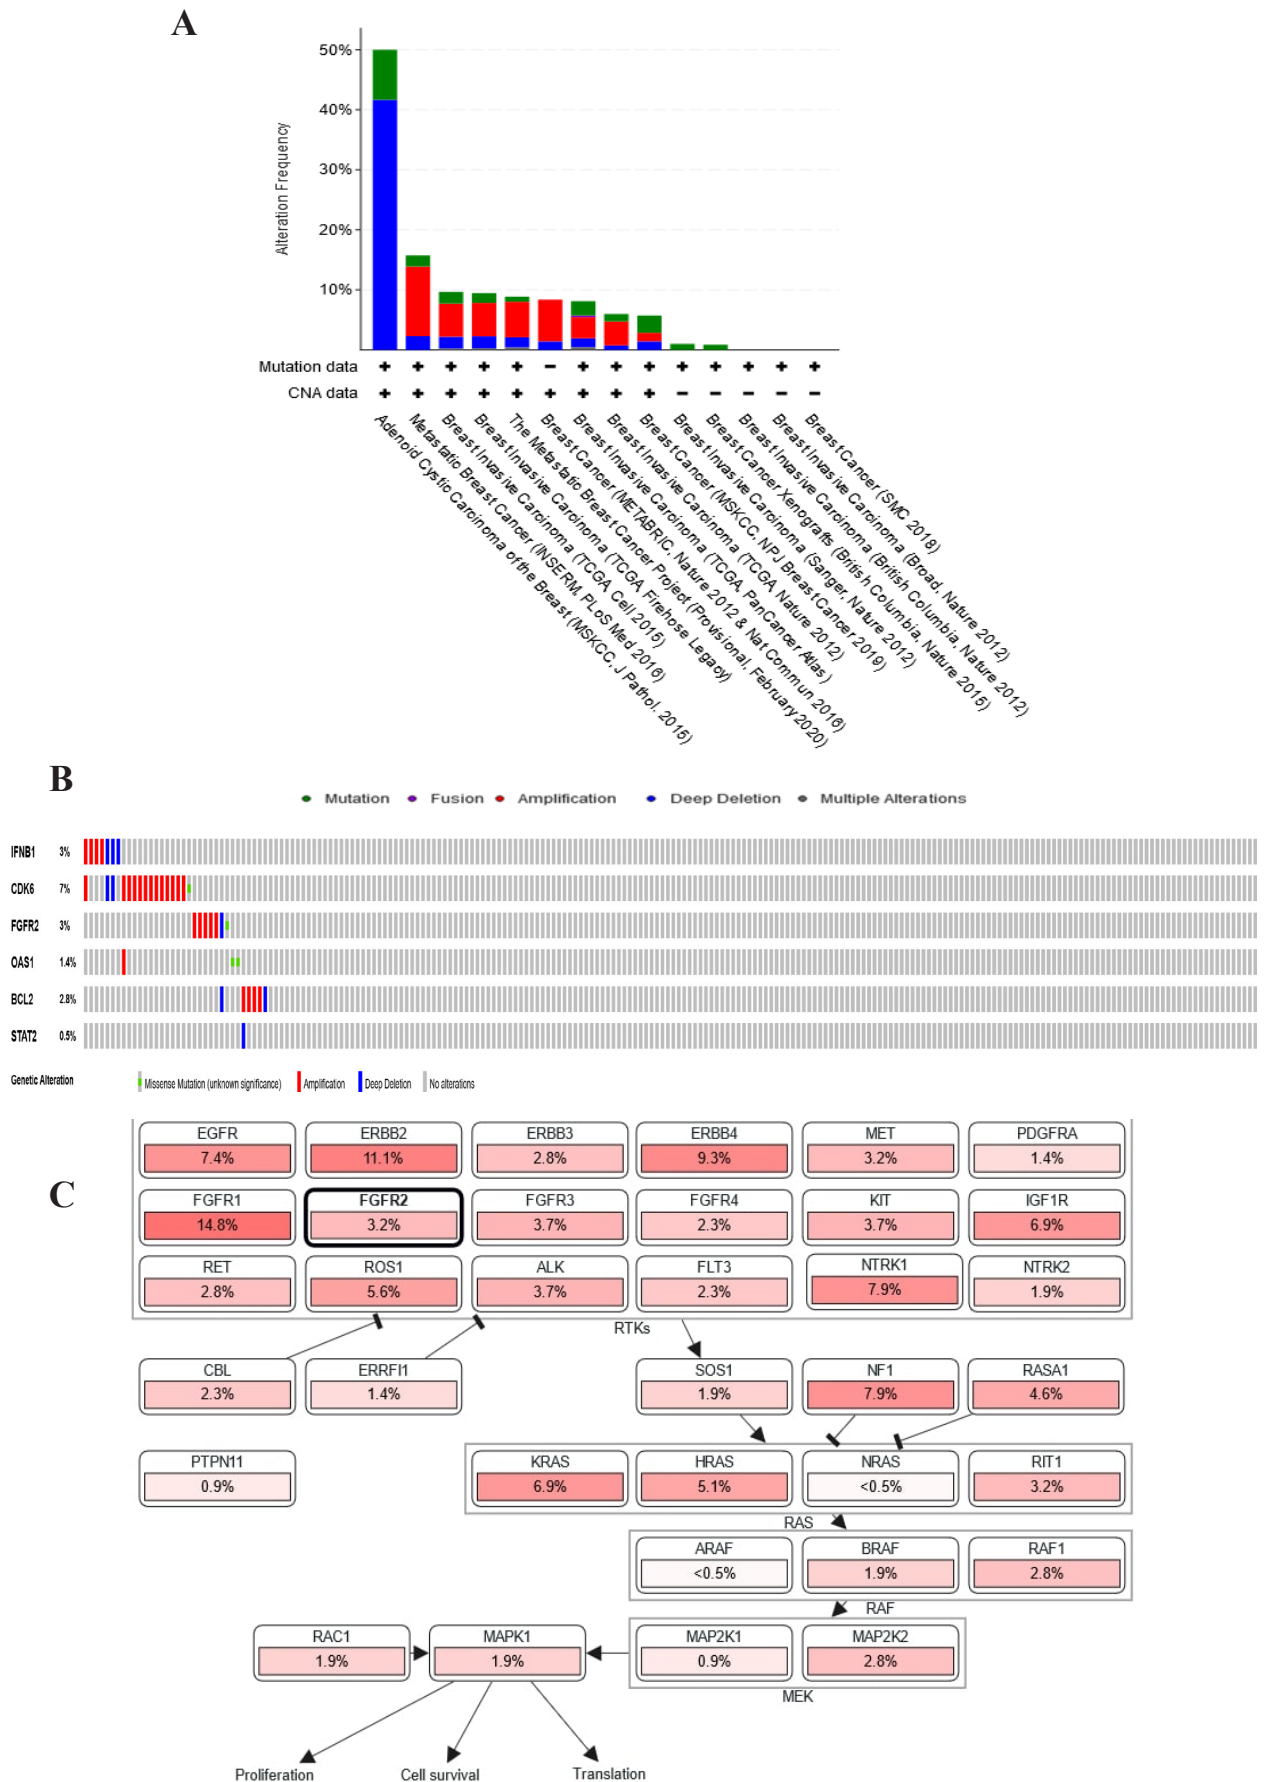 A
50%
40%
30%
20%
10%
Alteration Frequency
Mutation data + + + + + − + + + + + + + +
CNA data + + + + + + + + + − − − − −
Adenoid Cystic Carcinoma of the Breast (MSKCC, J Pathol. 2015)
Metastatic Breast Cancer (INSERM, PLoS Med 2016)
Breast Invasive Carcinoma (TCGA, Cell 2015)
Breast Invasive Carcinoma (TCGA, Firehose Legacy)
The Metastatic Breast Cancer Project (Provisional, February 2020)
Breast Cancer (METABRIC, Nature 2012 & Nat Commun 2016)
Breast Invasive Carcinoma (TCGA, PanCancer Atlas)
Breast Invasive Carcinoma (TCGA, Nature 2012)
Breast Cancer (MSKCC, NPJ Breast Cancer 2019)
Breast Invasive Carcinoma (Sanger, Nature 2012)
Breast Cancer Xenografts (British Columbia, Nature 2015)
Breast Invasive Carcinoma (British Columbia, Nature 2012)
Breast Invasive Carcinoma (Broad, Nature 2012)
Breast Cancer (SMC 2018)
B
Mutation Fusion Amplification Deep Deletion Multiple Alterations
IFNB1 3%
CDK6 7%
FGFR2 3%
OAS1 1.4%
BCL2 2.8%
STAT2 0.5%
Genetic Alteration Missense Mutation (unknown significance) Amplification Deep Deletion No alterations
C
EGFR ERBB2 ERBB3 ERBB4 MET PDGFRA
7.4% 11.1% 2.8% 9.3% 3.2% 1.4%
FGFR1 FGFR2 FGFR3 FGFR4 KIT IGF1R
14.8% 3.2% 3.7% 2.3% 3.7% 6.9%
RET ROS1 ALK FLT3 NTRK1 NTRK2
2.8% 5.6% 3.7% 2.3% 7.9% 1.9%
RTKs
CBL ERRFI1 SOS1 NF1 RASA1
2.3% 1.4% 1.9% 7.9% 4.6%
PTPN11 KRAS HRAS NRAS RIT1
0.9% 6.9% 5.1% <0.5% 3.2%
RAS
ARAF BRAF RAF1
<0.5% 1.9% 2.8%
RAF
RAC1 MAPK1 MAP2K1 MAP2K2
1.9% 1.9% 0.9% 2.8%
MEK
Proliferation Cell survival Translation